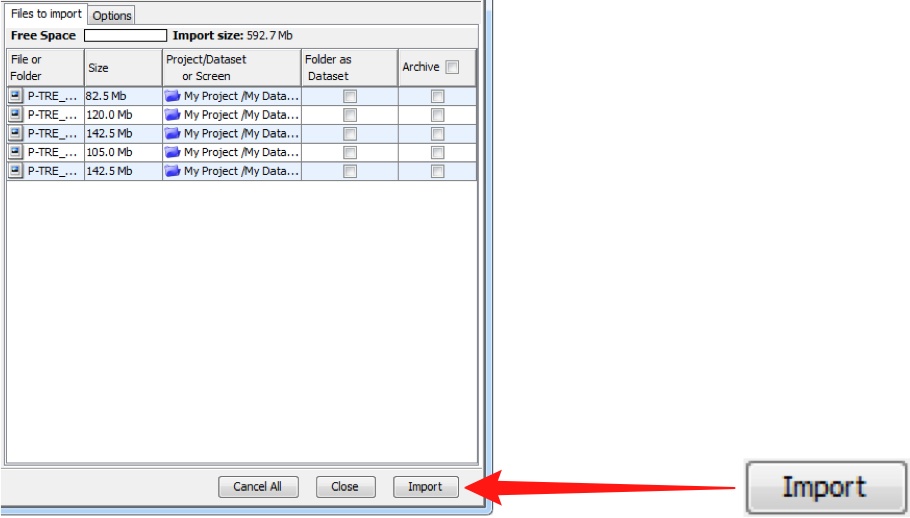 Files to import Options
Free Space Import size: 592.7 Mb
File or Folder Size Project/Dataset or Screen Folder as Dataset Archive
P-TRE_... 82.5 Mb My Project /My Data...
P-TRE_... 120.0 Mb My Project /My Data...
P-TRE_... 142.5 Mb My Project /My Data...
P-TRE_... 105.0 Mb My Project /My Data...
P-TRE_... 142.5 Mb My Project /My Data...
Cancel All Close Import
Import